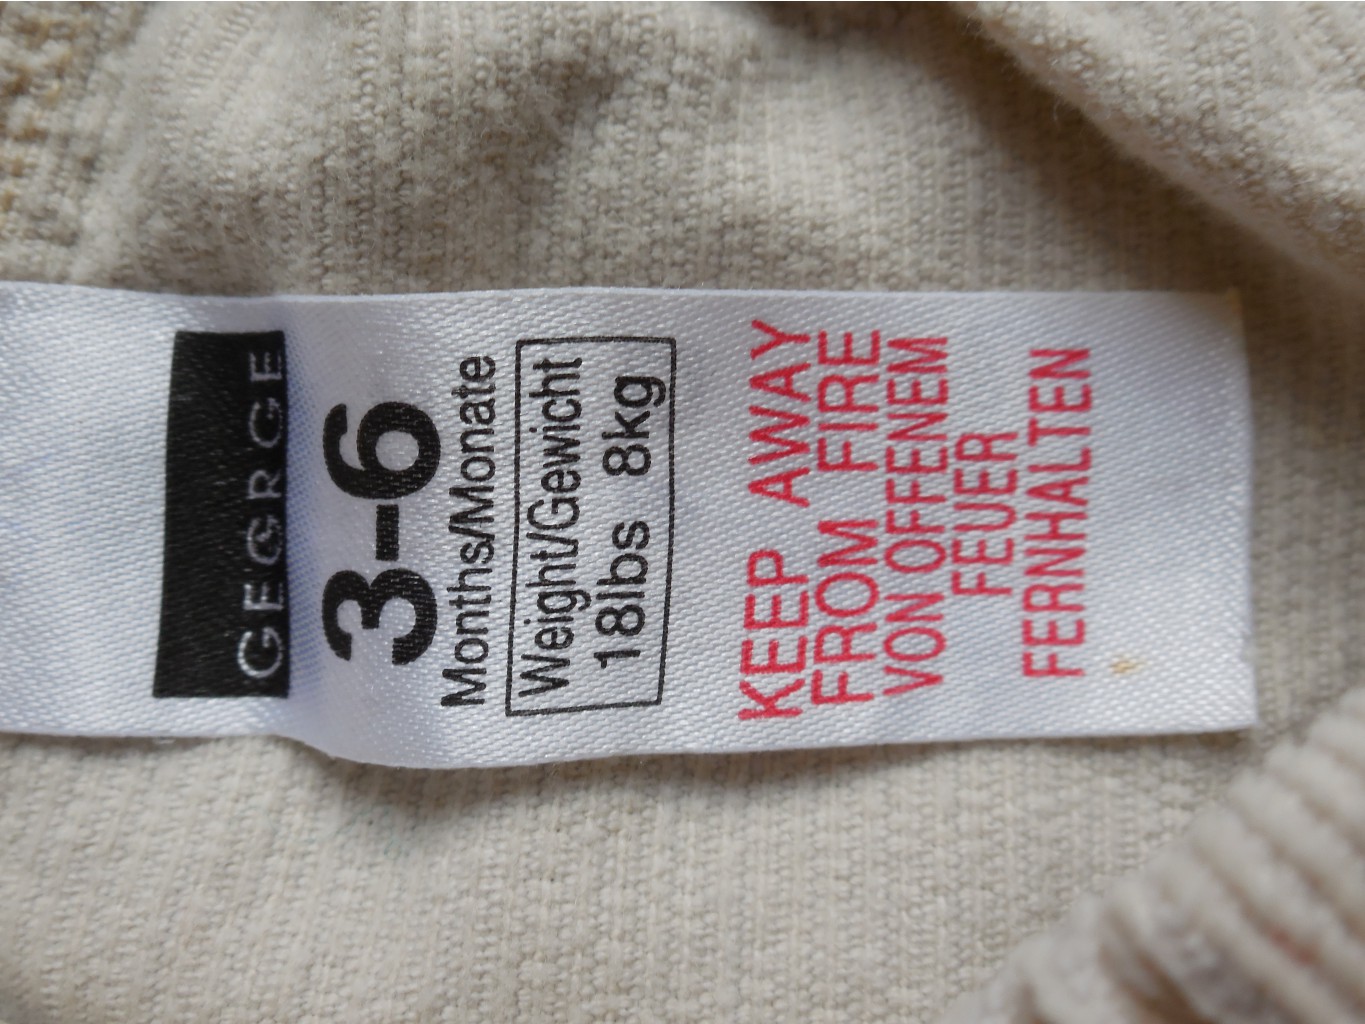 GEORGE
3-6
Months/Monate
Weight/Gewicht
18lbs 8kg
KEEP AWAY
FROM FIRE
VON OFFENEM
FEUER
FERNHALTEN